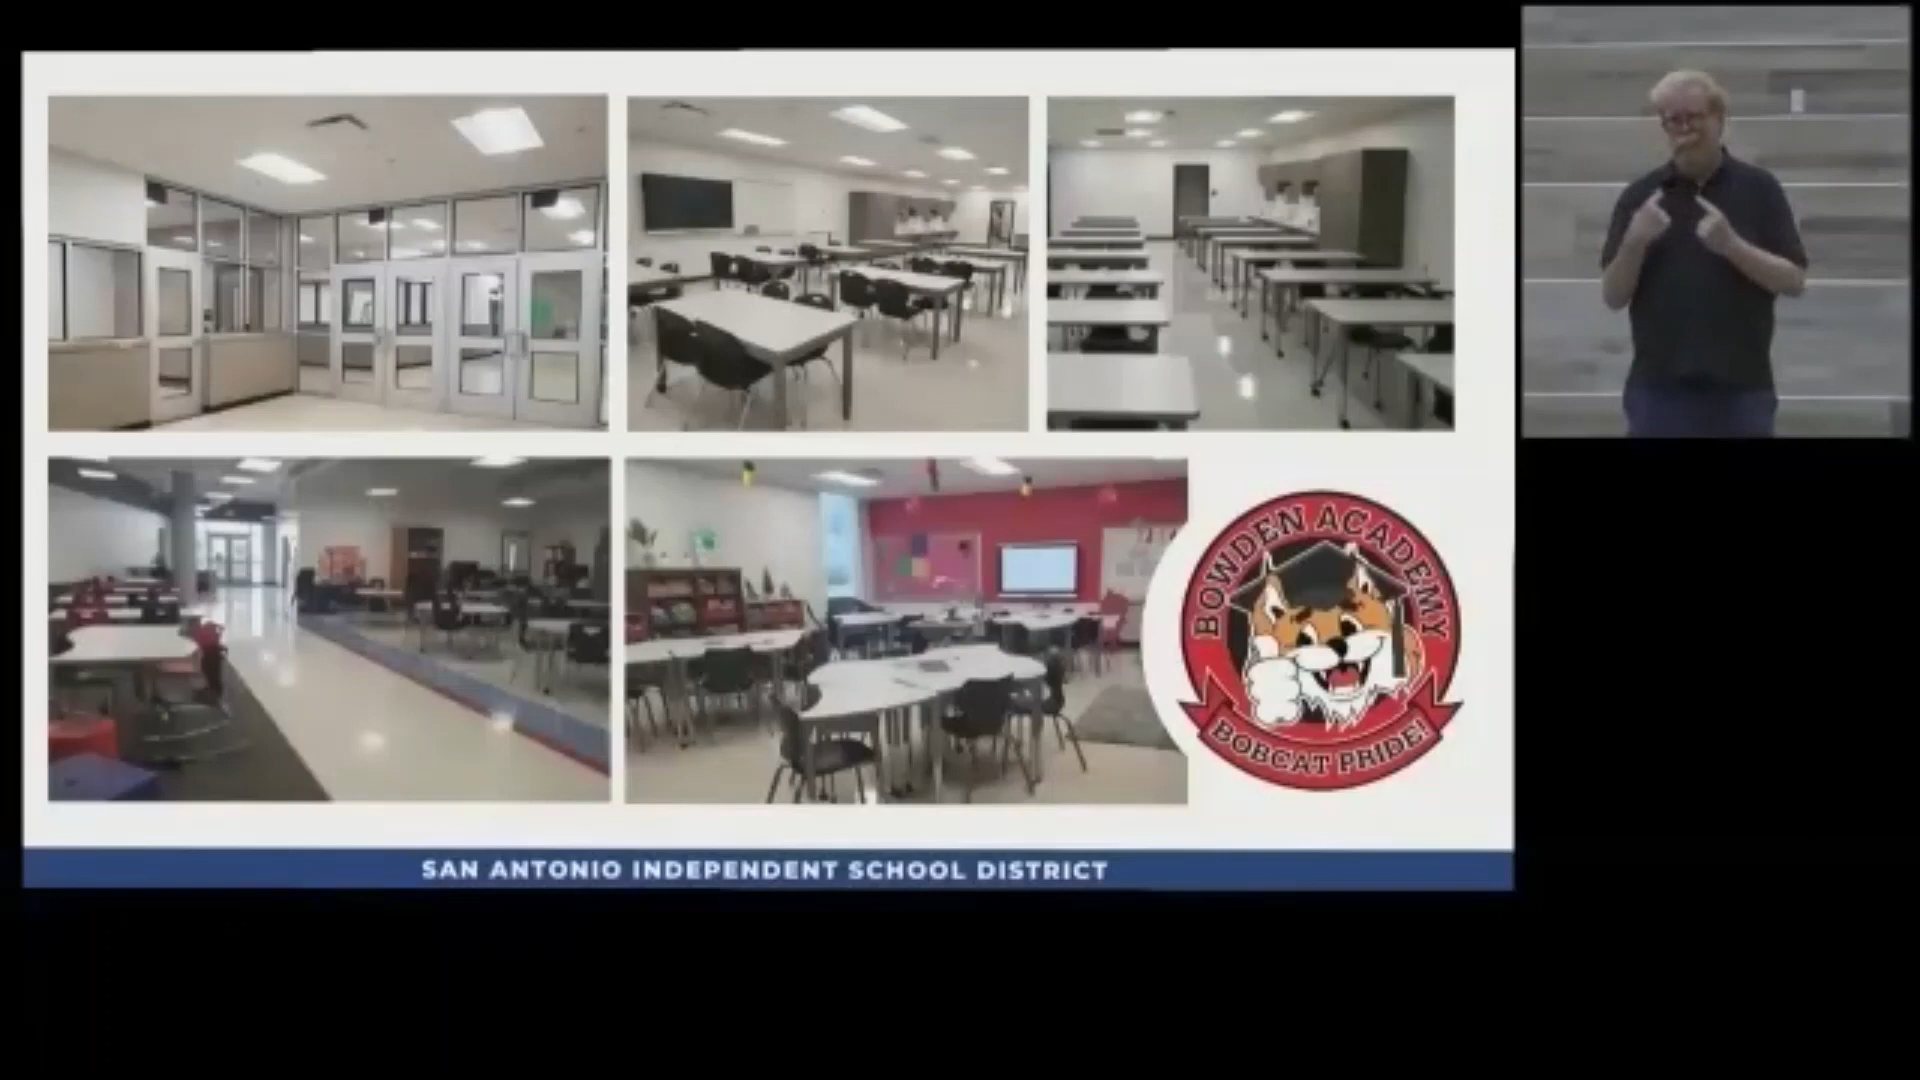 BOWDEN ACADEMY
BOBCAT PRIDE!
SAN ANTONIO INDEPENDENT SCHOOL DISTRICT